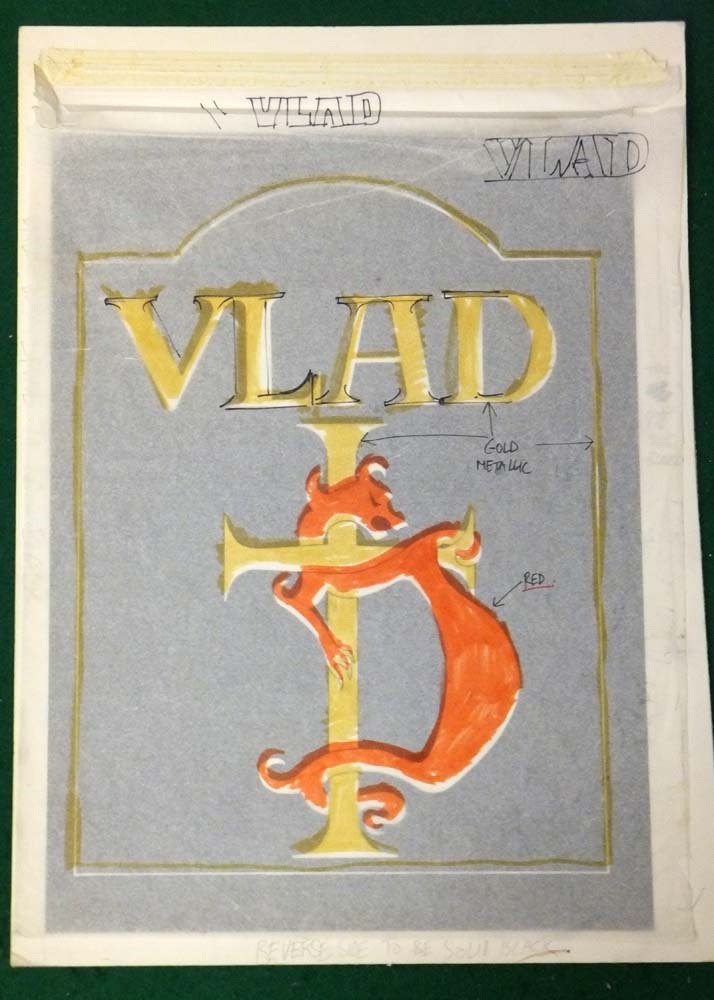 VLAD
VLAD
VLAD
GOLD
METALLIC
RED.
REVERSE SIDE TO BE SOLID BLACK